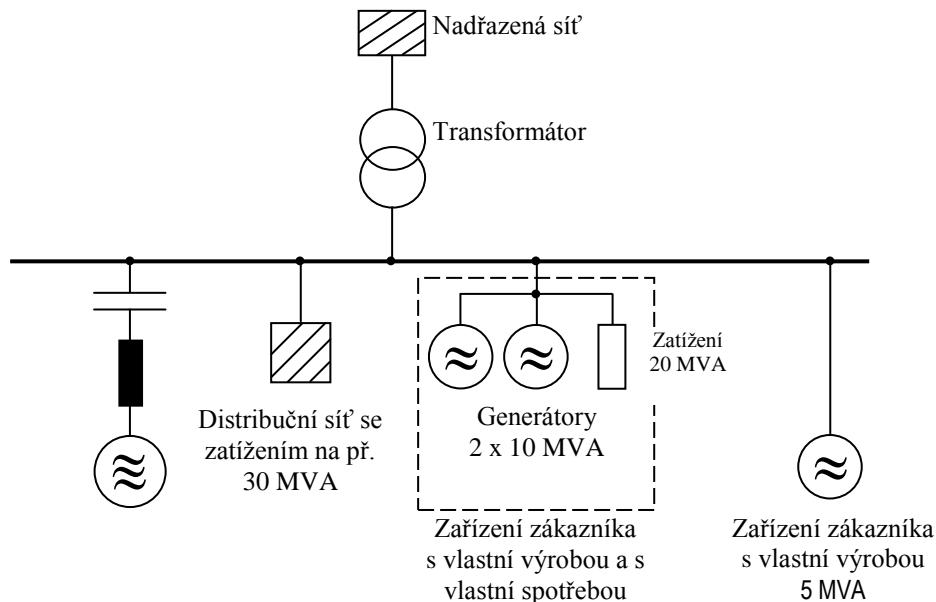 Nadřazená síť
Transformátor
Zatížení
20 MVA
Distribuční síť se
zatížením na př.
30 MVA
Generátory
2 x 10 MVA
Zařízení zákazníka
s vlastní výrobou a s
vlastní spotřebou
Zařízení zákazníka
s vlastní výrobou
5 MVA